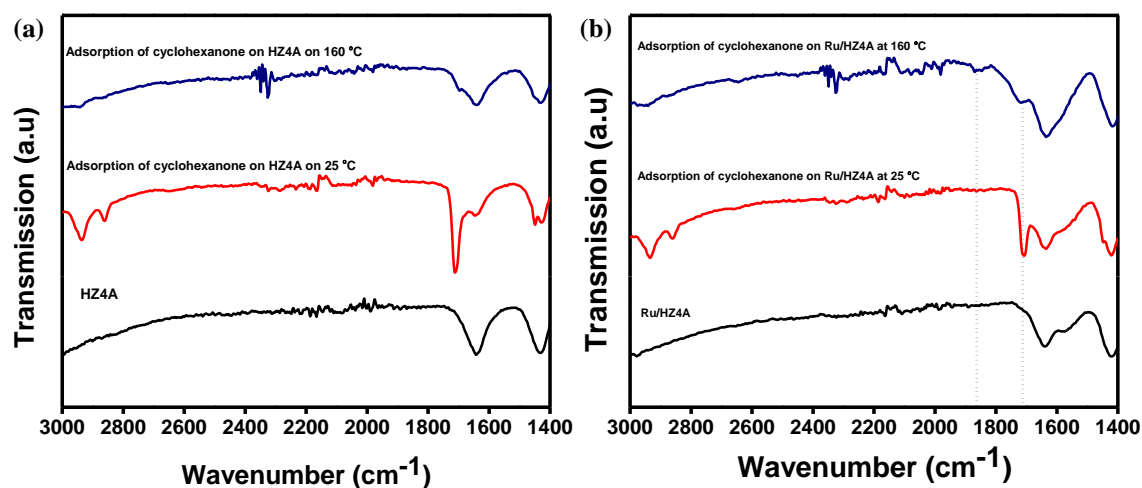 (a)
Adsorption of cyclohexanone on HZ4A on 160 °C
Adsorption of cyclohexanone on HZ4A on 25 °C
HZ4A
Transmission (a.u)
3000 2800 2600 2400 2200 2000 1800 1600 1400
Wavenumber (cm-1)
(b)
Adsorption of cyclohexanone on Ru/HZ4A at 160 °C
Adsorption of cyclohexanone on Ru/HZ4A at 25 °C
Ru/HZ4A
Transmission (a.u)
3000 2800 2600 2400 2200 2000 1800 1600 1400
Wavenumber (cm-1)